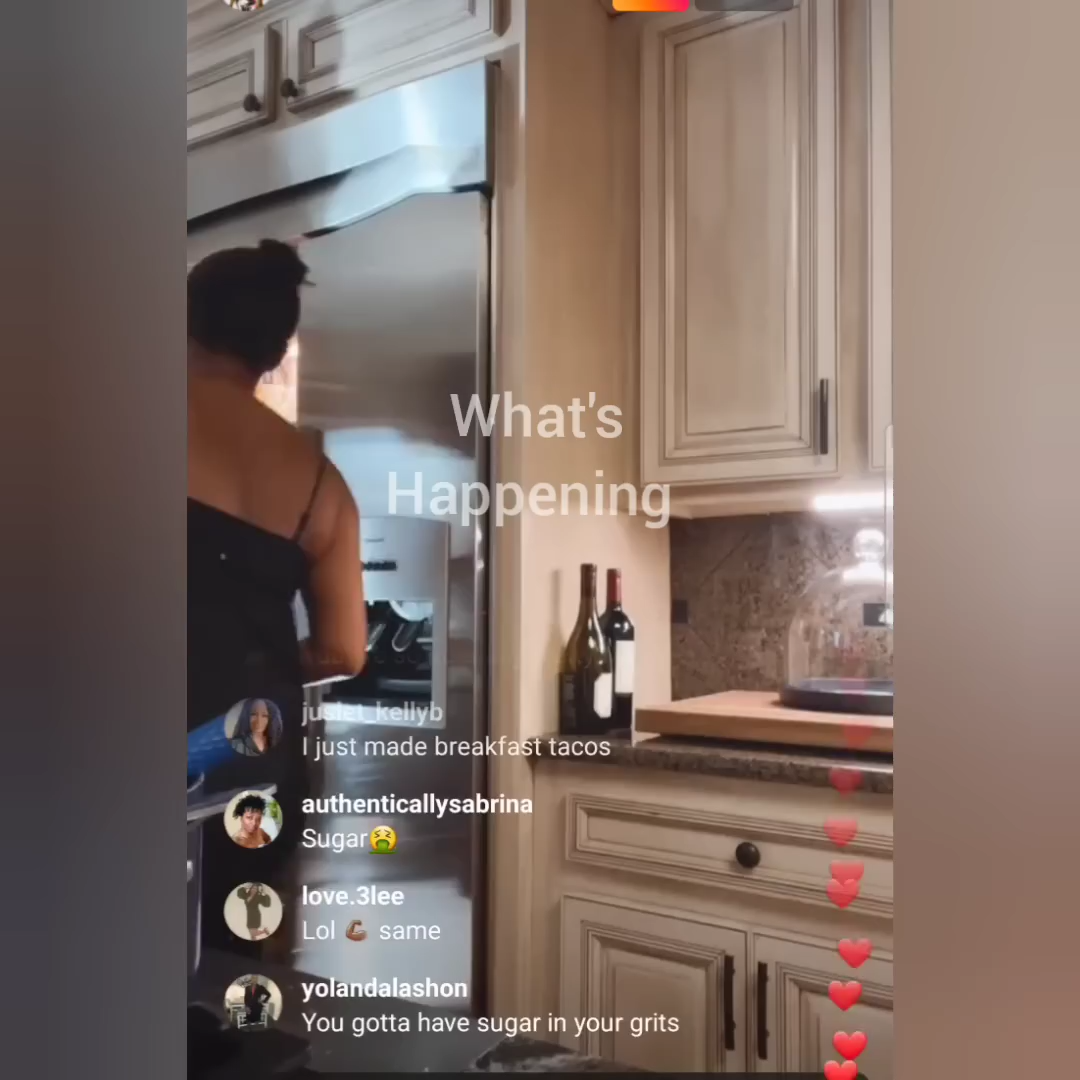 What's
Happening
juslet_kellyb
I just made breakfast tacos
authenticallysabrina
Sugar🤮
love.3lee
Lol 💪🏾 same
yolandalashon
You gotta have sugar in your grits